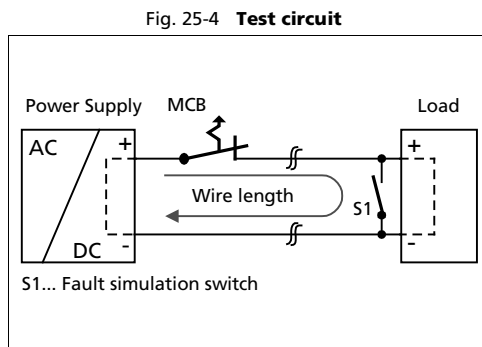 Fig. 25-4 Test circuit
Power Supply
MCB
Load
AC
+
+
Wire length
S1
DC
-
-
S1... Fault simulation switch